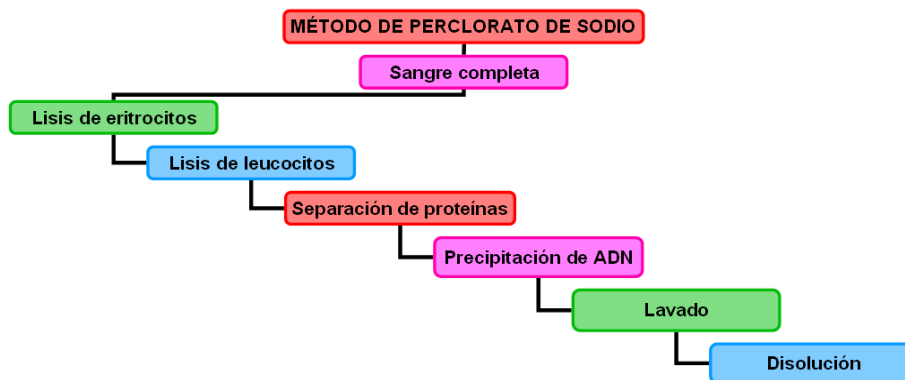 MÉTODO DE PERCLORATO DE SODIO
Sangre completa
Lisis de eritrocitos
Lisis de leucocitos
Separación de proteínas
Precipitación de ADN
Lavado
Disolución